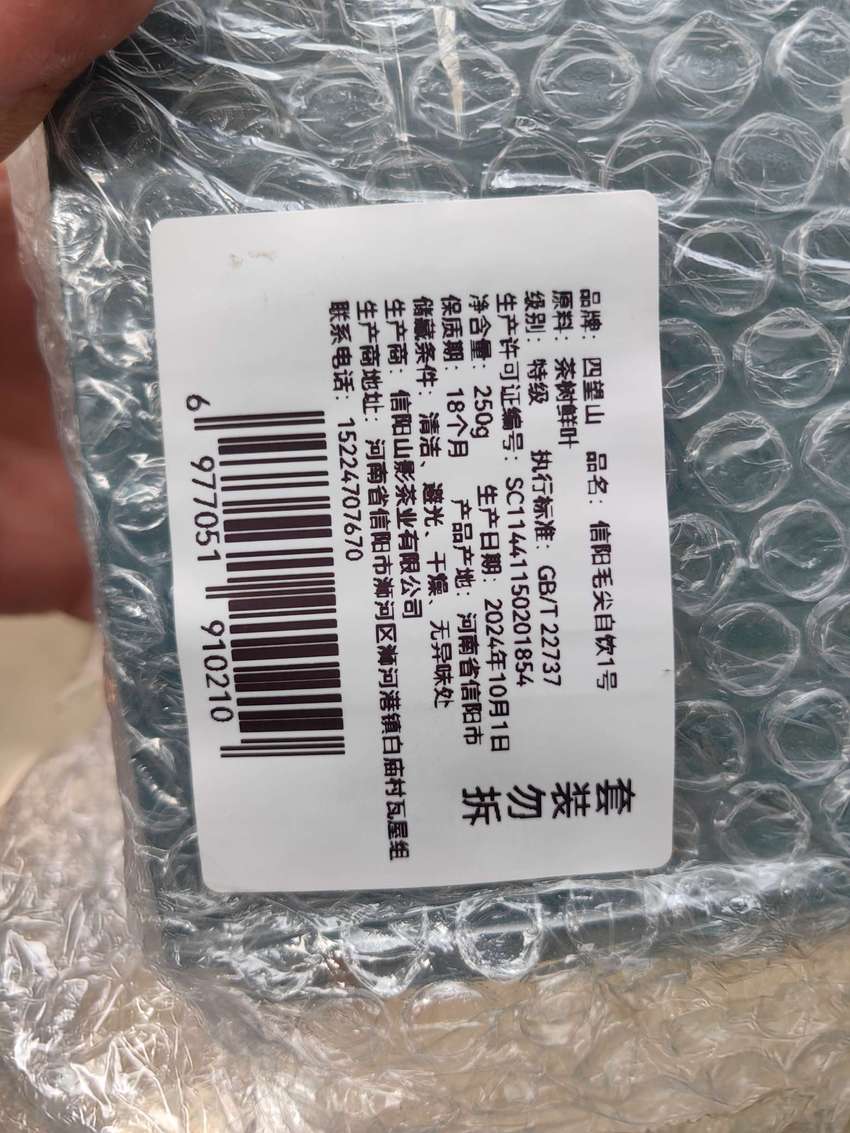 品牌：四望山 品名：信阳毛尖自饮1号
原料：茶树鲜叶
级别：特级 执行标准：GB/T 22737
生产许可证编号：SC11441150201854
净含量：250g 生产日期：2024年10月1日
保质期：18个月 产品产地：河南省信阳市
储藏条件：清洁、避光、干燥、无异味处
生产商：信阳山影茶业有限公司
生产商地址：河南省信阳市浉河区浉河港镇白庙村瓦屋组
联系电话：15224707670
套装勿拆
6 977051 910210